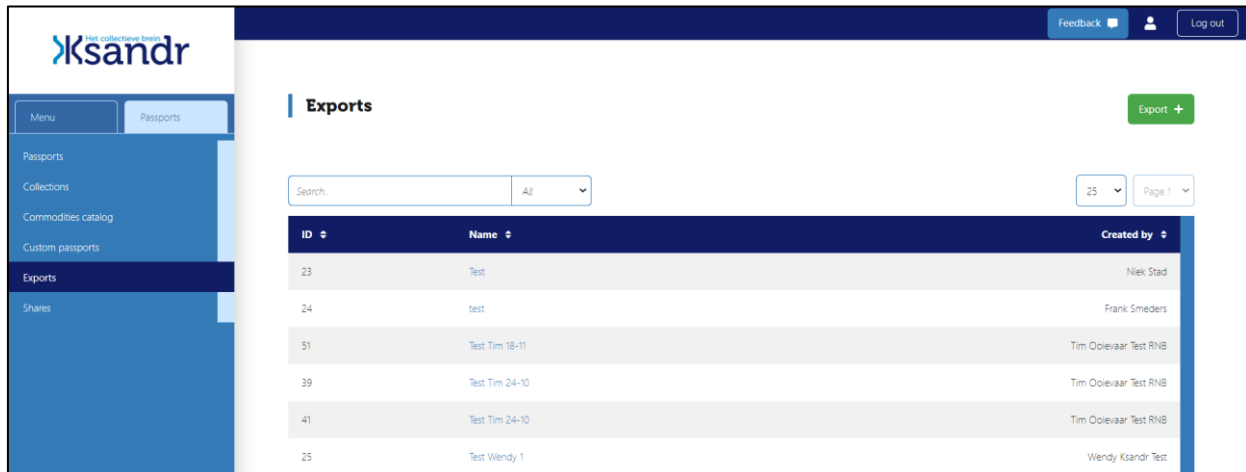 Het collectieve brein
Ksandr
Feedback
Log out
Menu
Passports
Passports
Collections
Commodities catalog
Custom passports
Exports
Shares
Exports
Export +
Search..
All
25
Page 1
ID Name Created by
23 Test Niek Stad
24 test Frank Smeders
51 Test Tim 18-11 Tim Ooievaar Test RNB
39 Test Tim 24-10 Tim Ooievaar Test RNB
41 Test Tim 24-10 Tim Ooievaar Test RNB
25 Test Wendy 1 Wendy Ksandr Test